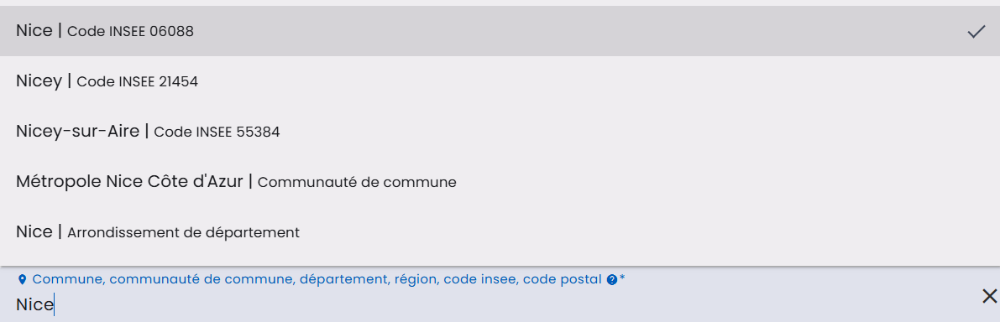 Nice | Code INSEE 06088
Nicey | Code INSEE 21454
Nicey-sur-Aire | Code INSEE 55384
Métropole Nice Côte d'Azur | Communauté de commune
Nice | Arrondissement de département
Commune, communauté de commune, département, région, code insee, code postal ? *
Nice